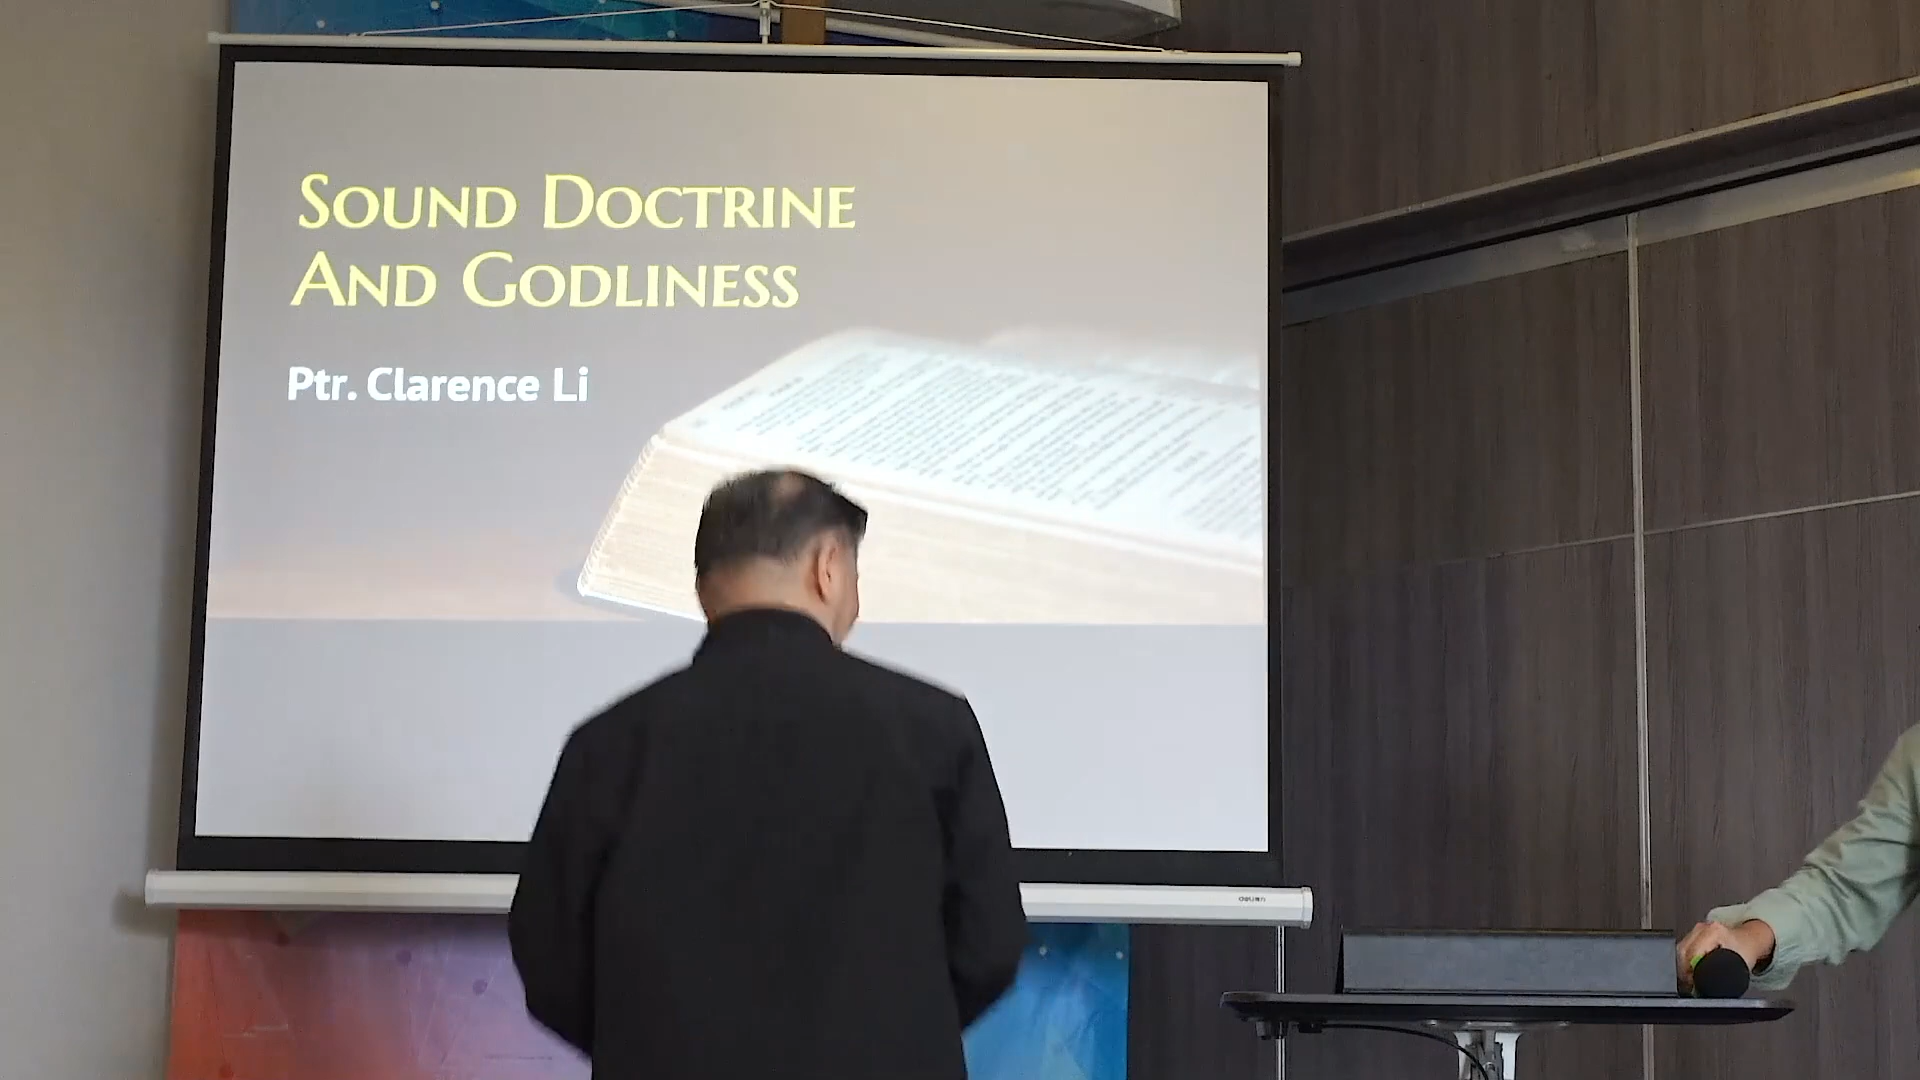 Sound Doctrine
And Godliness
Ptr. Clarence Li